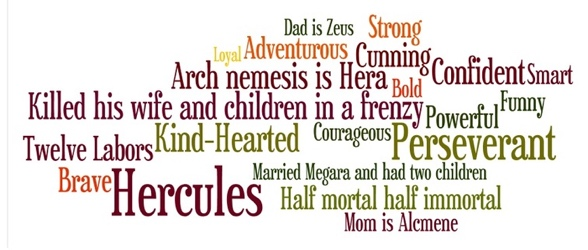 Dad is Zeus
Strong
Loyal
Adventurous
Cunning
Arch nemesis is Hera
Bold
Confident
Smart
Killed his wife and children in a frenzy
Powerful
Funny
Twelve Labors
Kind-Hearted
Courageous
Perseverant
Brave
Hercules
Married Megara and had two children
Half mortal half immortal
Mom is Alcmene